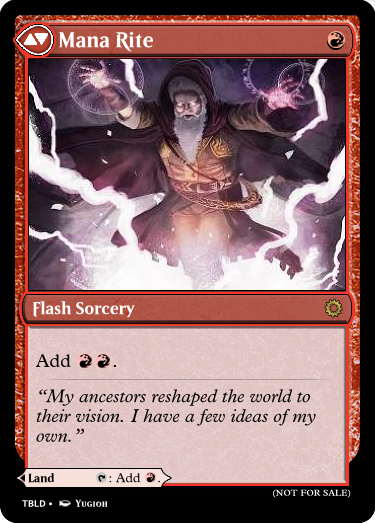 Mana Rite
Flash Sorcery
Add.
“My ancestors reshaped the world to
their vision. I have a few ideas of my
own.”
Land : Add.
(NOT FOR SALE)
TBLD • Yugioh